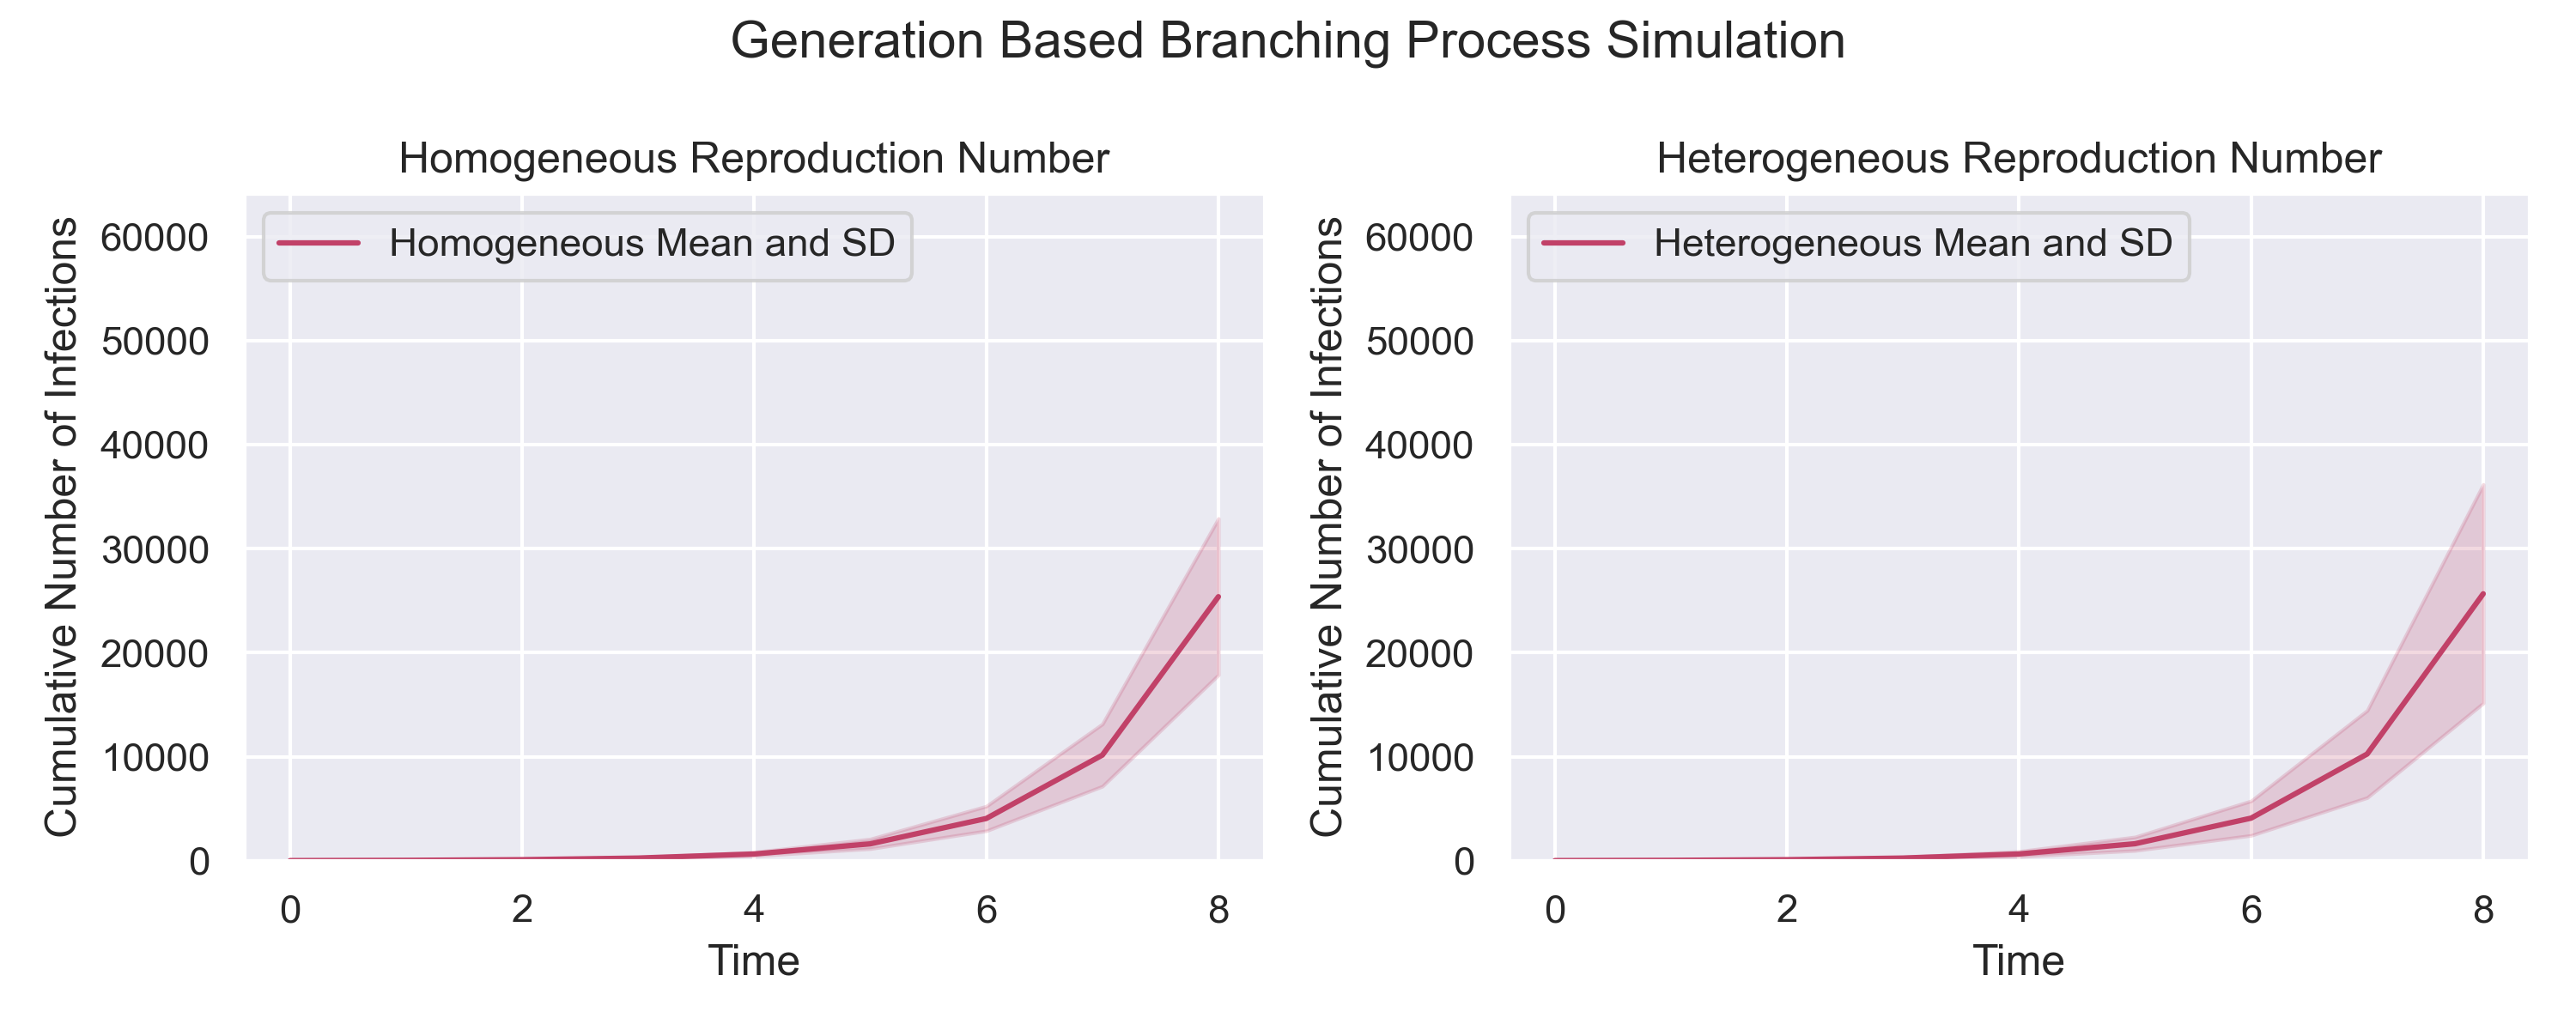 Generation Based Branching Process Simulation
Homogeneous Reproduction Number
Homogeneous Mean and SD
Cumulative Number of Infections
60000
50000
40000
30000
20000
10000
0
0 2 4 6 8
Time
Heterogeneous Reproduction Number
Heterogeneous Mean and SD
Cumulative Number of Infections
60000
50000
40000
30000
20000
10000
0
0 2 4 6 8
Time